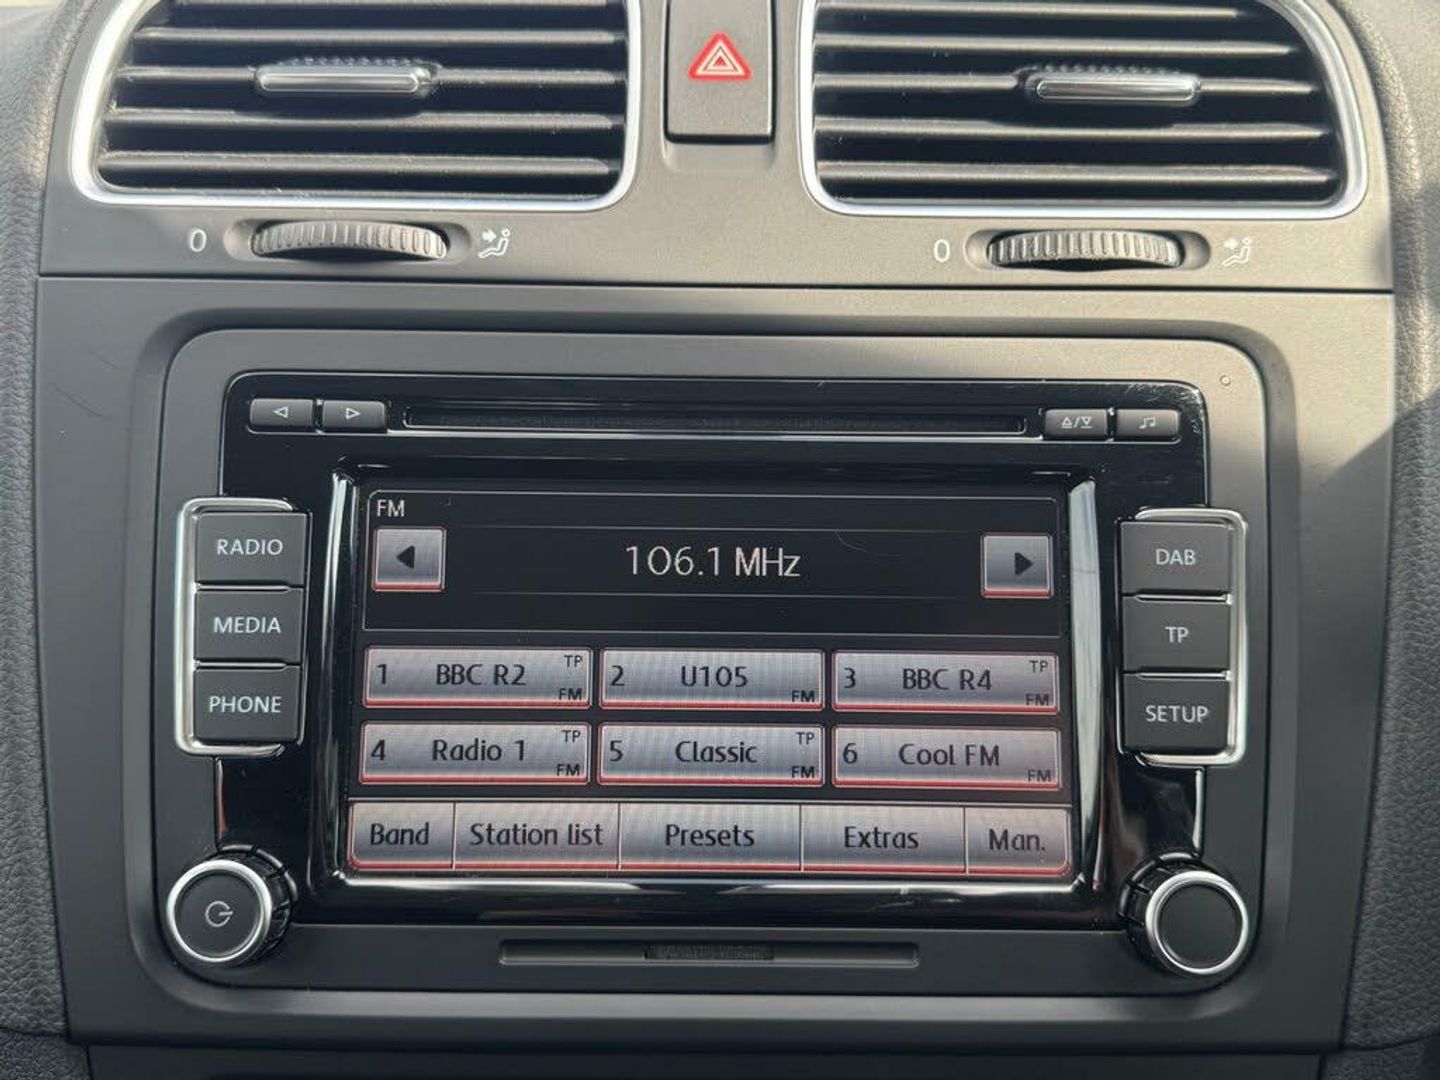 0
0
FM
RADIO
106.1 MHz
DAB
MEDIA
TP
PHONE
SETUP
1 BBC R2 TP FM
2 U105 FM
3 BBC R4 TP FM
4 Radio 1 TP FM
5 Classic TP FM
6 Cool FM FM
Band Station list Presets Extras Man.